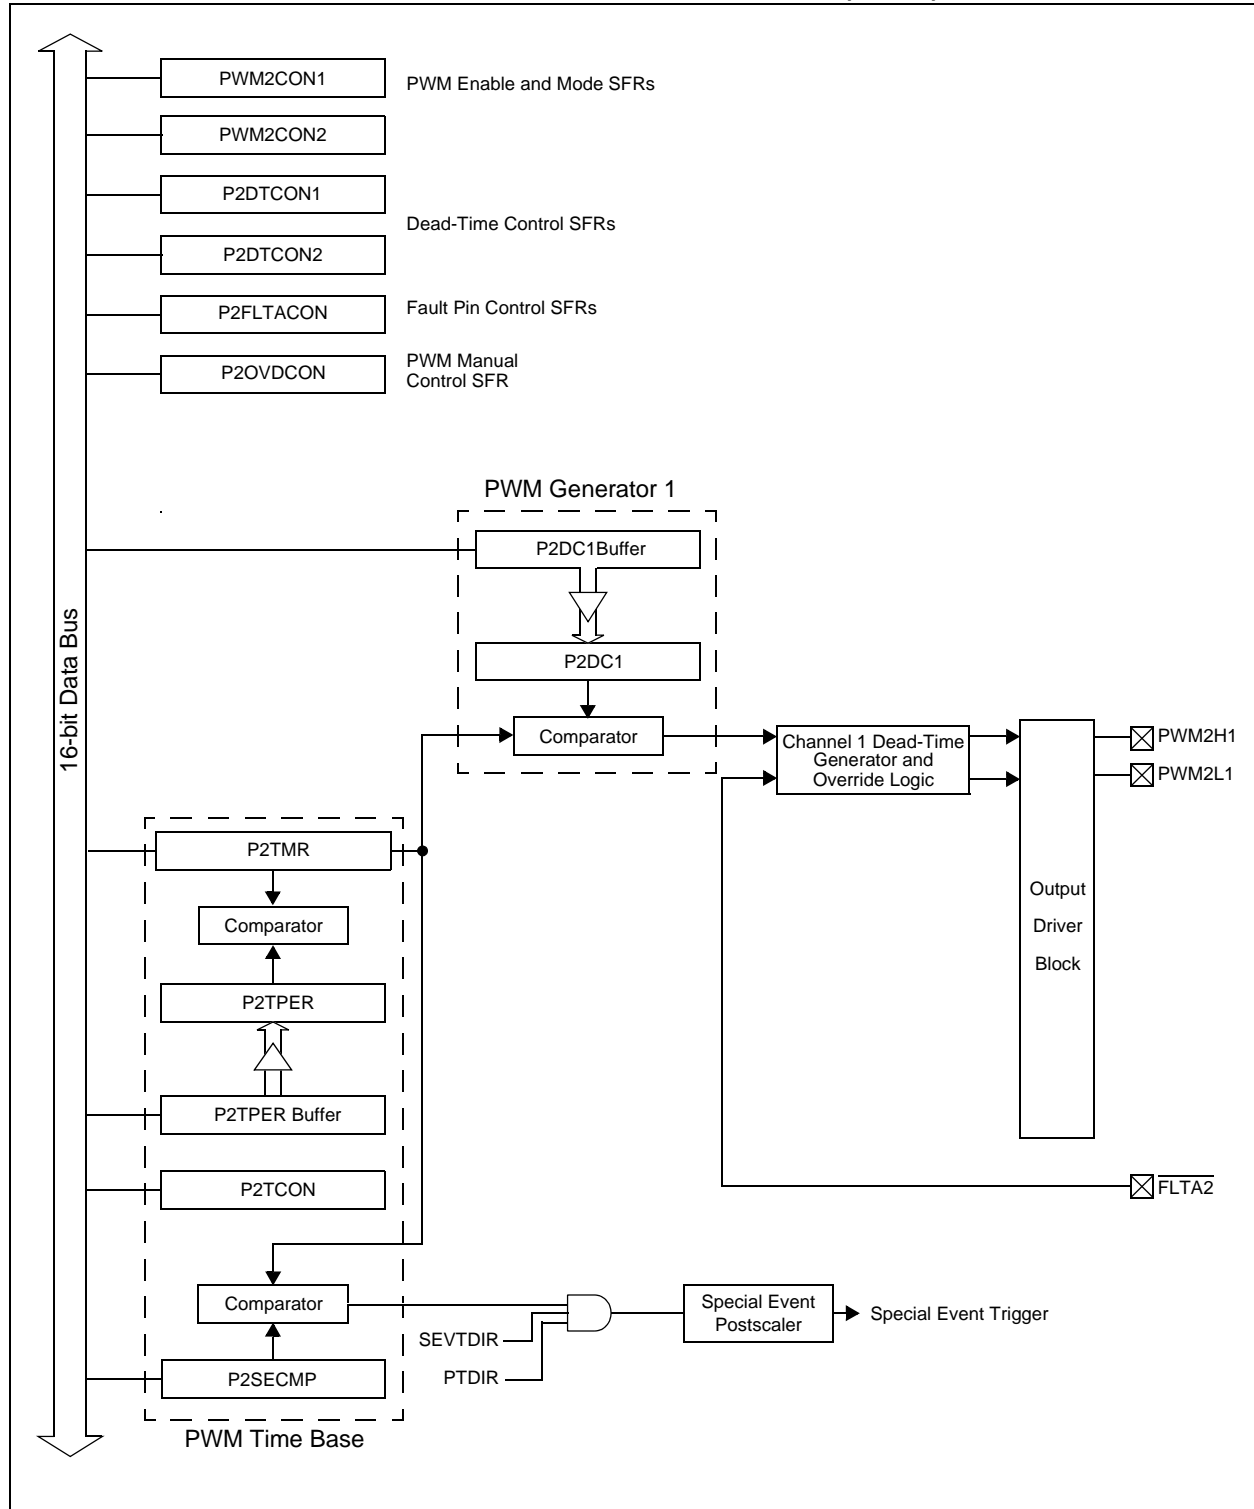 PWM2CON1
PWM Enable and Mode SFRs
PWM2CON2
P2DTCON1
Dead-Time Control SFRs
P2DTCON2
P2FLTACON
Fault Pin Control SFRs
P2OVDCON
PWM Manual
Control SFR
16-bit Data Bus
PWM Generator 1
P2DC1Buffer
P2DC1
Comparator
Channel 1 Dead-Time
Generator and
Override Logic
PWM2H1
PWM2L1
Output
Driver
Block
P2TMR
Comparator
P2TPER
P2TPER Buffer
P2TCON
FLTA2
Comparator
SEVTDIR
PTDIR
Special Event
Postscaler
Special Event Trigger
P2SECMP
PWM Time Base